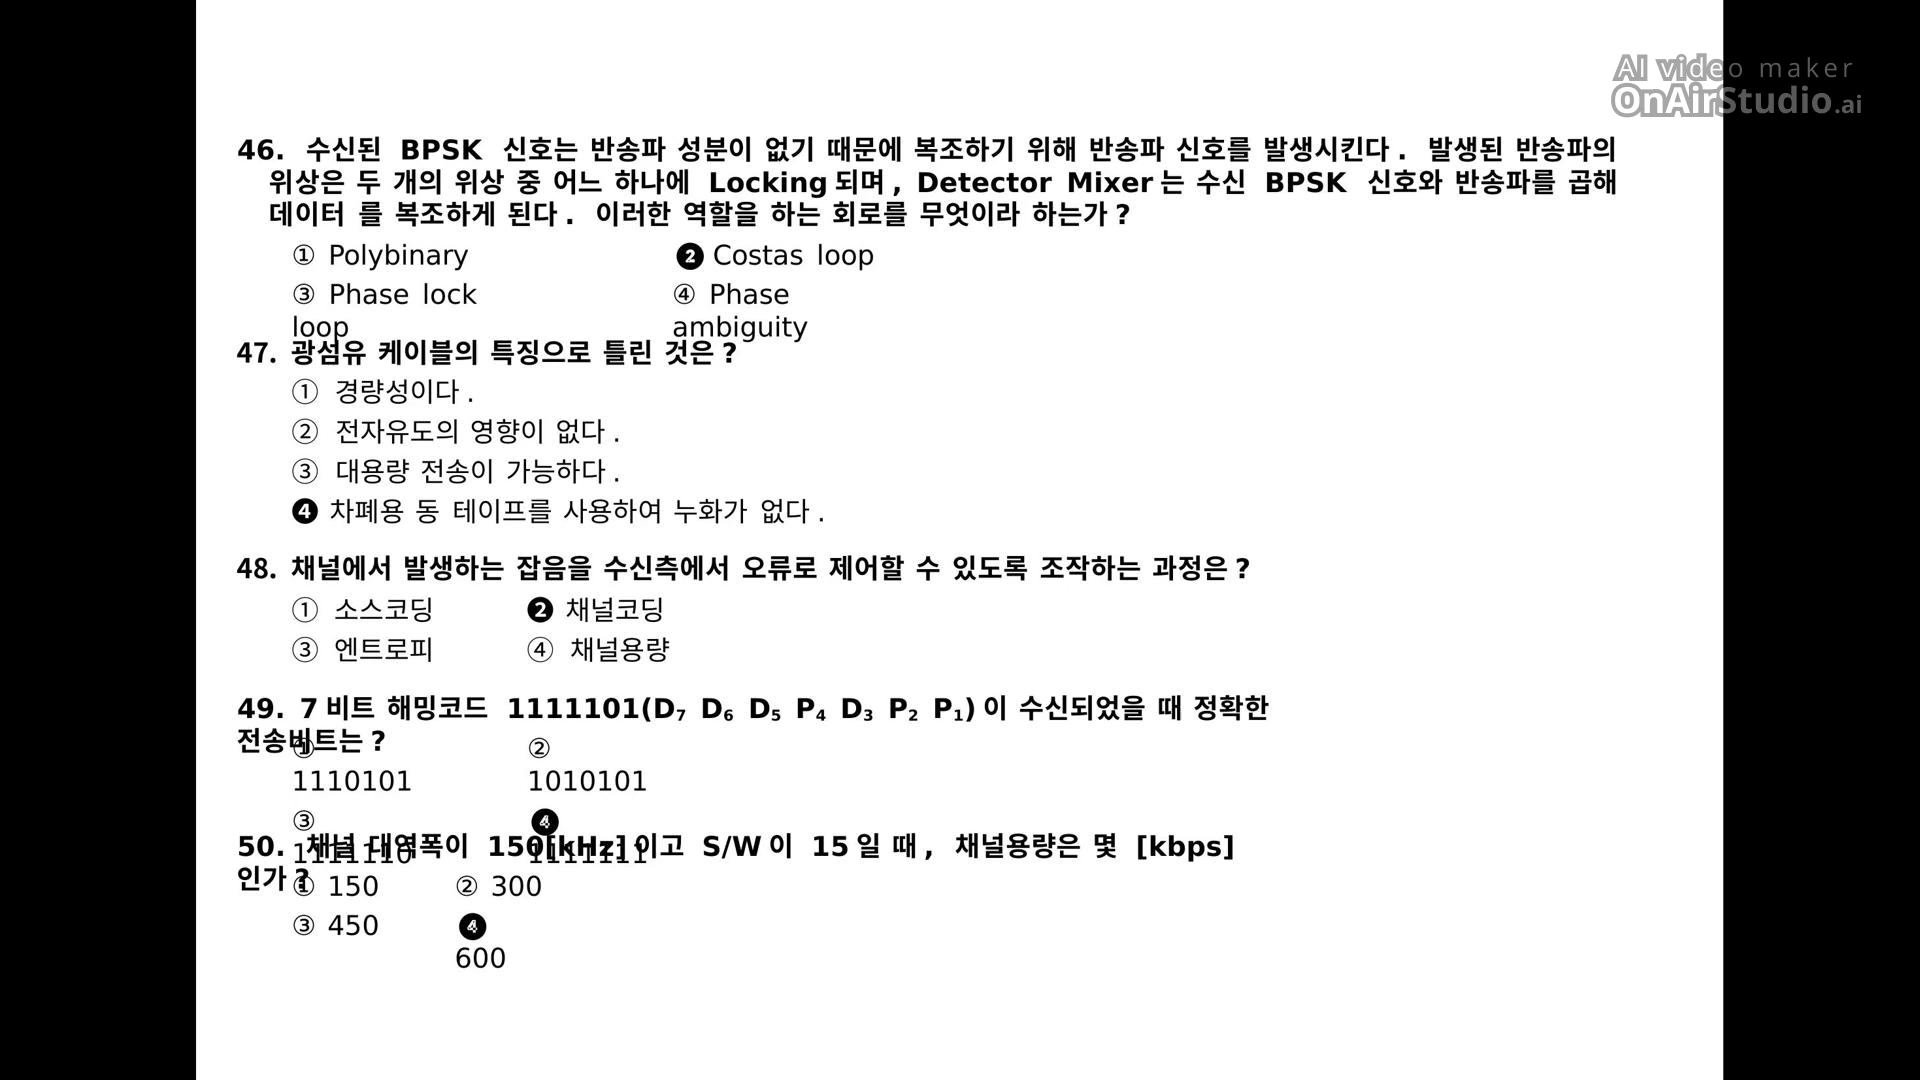 AI video maker
OnAirStudio.ai
46. 수신된 BPSK 신호는 반송파 성분이 없기 때문에 복조하기 위해 반송파 신호를 발생시킨다. 발생된 반송파의
위상은 두 개의 위상 중 어느 하나에 Locking되며, Detector Mixer는 수신 BPSK 신호와 반송파를 곱해
데이터 를 복조하게 된다. 이러한 역할을 하는 회로를 무엇이라 하는가?
① Polybinary ❷ Costas loop
③ Phase lock ④ Phase
loop ambiguity
47. 광섬유 케이블의 특징으로 틀린 것은?
① 경량성이다.
② 전자유도의 영향이 없다.
③ 대용량 전송이 가능하다.
❹ 차폐용 동 테이프를 사용하여 누화가 없다.
48. 채널에서 발생하는 잡음을 수신측에서 오류로 제어할 수 있도록 조작하는 과정은?
① 소스코딩 ❷ 채널코딩
③ 엔트로피 ④ 채널용량
49. 7비트 해밍코드 1111101(D₇ D₆ D₅ P₄ D₃ P₂ P₁)이 수신되었을 때 정확한
전송비트는?
① ②
1110101 1010101
③ ❹
1111110 1111111
50. 채널 대역폭이 150[kHz]이고 S/W이 15일 때, 채널용량은 몇 [kbps]
인가?
① 150 ② 300
③ 450 ❹
600